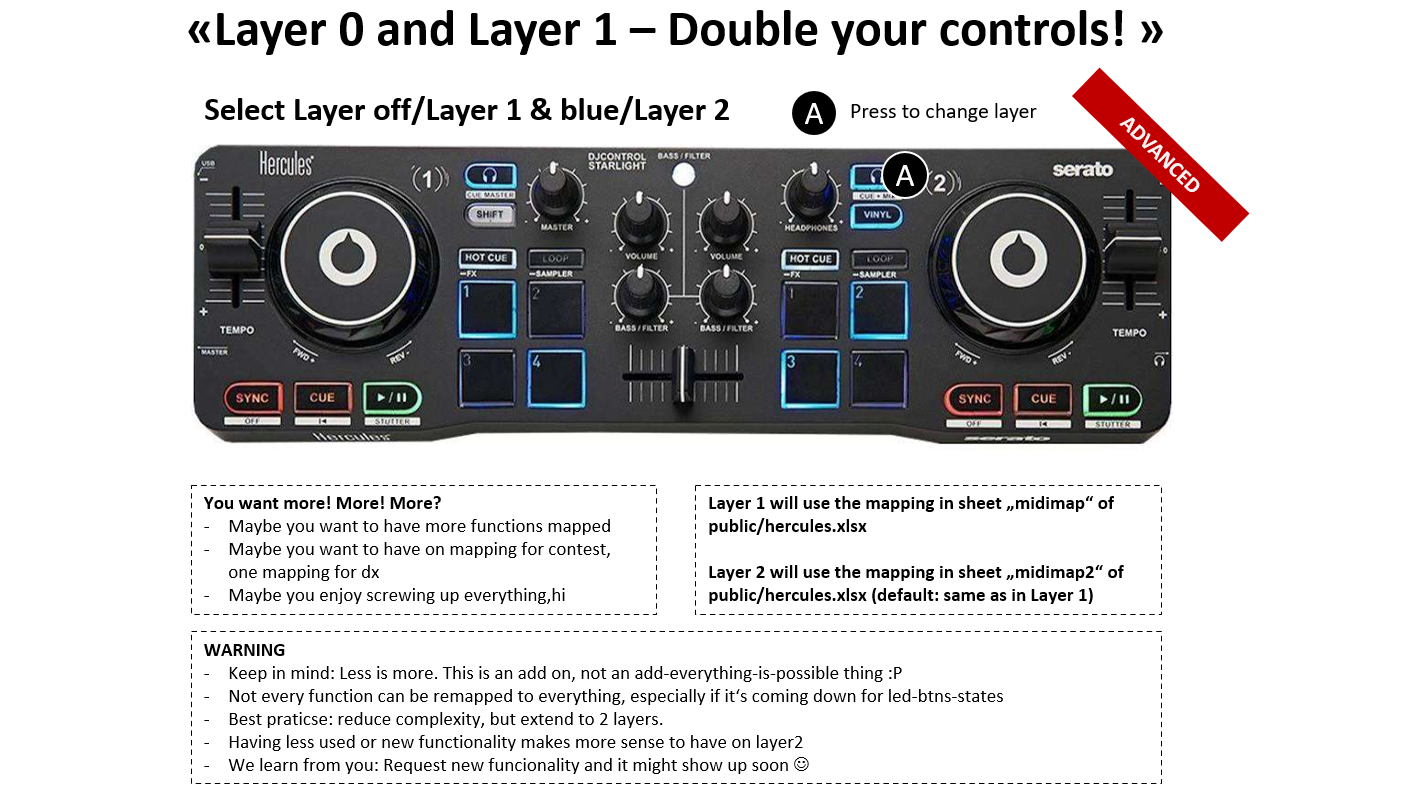 «Layer 0 and Layer 1 – Double your controls! »
Select Layer off/Layer 1 & blue/Layer 2
A Press to change layer
ADVANCED
Hercules
DJCONTROL
STARLIGHT
BASS / FILTER
serato
USB
(1)
CUE MASTER
SHIFT
MASTER
VOLUME
VOLUME
HEADPHONES
A
CUE + MIX
VINYL
2)
HOT CUE
LOOP
FX
SAMPLER
HOT CUE
LOOP
FX
SAMPLER
0
0
1
2
3
4
BASS / FILTER
BASS / FILTER
1
2
3
4
TEMPO
MASTER
FWD +
REV -
TEMPO
FWD +
REV -
SYNC
CUE
OFF
STUTTER
SYNC
CUE
OFF
STUTTER
Hercules
serato
You want more! More! More?
- Maybe you want to have more functions mapped
- Maybe you want to have on mapping for contest,
one mapping for dx
- Maybe you enjoy screwing up everything,hi
Layer 1 will use the mapping in sheet „midimap“ of
public/hercules.xlsx
Layer 2 will use the mapping in sheet „midimap2“ of
public/hercules.xlsx (default: same as in Layer 1)
WARNING
- Keep in mind: Less is more. This is an add on, not an add-everything-is-possible thing :P
- Not every function can be remapped to everything, especially if it‘s coming down for led-btns-states
- Best praticse: reduce complexity, but extend to 2 layers.
- Having less used or new functionality makes more sense to have on layer2
- We learn from you: Request new funcionality and it might show up soon ☺